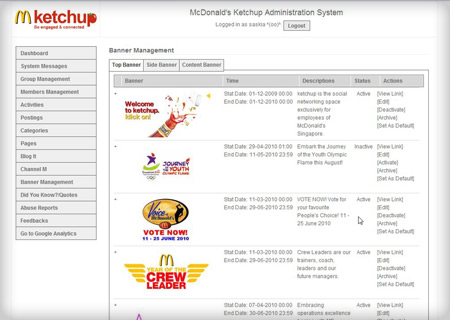 ketchup
Be engaged & connected
McDonald's Ketchup Administration System
Logged in as saskia *(oo)*.
Logout
Dashboard
System Messages
Group Management
Members Management
Activities
Postings
Categories
Pages
Blog It
Channel M
Banner Management
Did You Know?/Quotes
Abuse Reports
Feedbacks
Go to Google Analytics
Banner Management
Top Banner
Side Banner
Content Banner
Banner
Time
Descriptions
Status
Actions
Welcome
to ketchup.
klick on!
Stat Date: 01-12-2009 00:00
End Date: 01-12-2010 00:00
ketchup is the social
networking space
exclusively for
employees of
McDonald's
Singapore.
Active
[View Link]
[Edit]
[Deactivate]
[Archive]
[Set As Default]
JOURNEY
OF THE
YOUTH
OLYMPIC FLAME
Stat Date: 29-04-2010 01:00
End Date: 11-05-2010 23:59
Embark the Journey
of the Youth Olympic
Flame this August!
Inactive
[View Link]
[Edit]
[Activate]
[Archive]
[Set As Default]
Voice
of McDonald's
VOTE NOW!
11 - 25 JUNE 2010
Stat Date: 11-03-2010 00:00
End Date: 29-06-2010 23:59
VOTE NOW! Vote for
your favourite
People's Choice! 11 -
25 June 2010
Active
[View Link]
[Edit]
[Deactivate]
[Archive]
[Set As Default]
YEAR OF THE
CREW
LEADER
Stat Date: 11-03-2010 00:00
End Date: 29-06-2010 23:59
Crew Leaders are our
trainers, coach,
leaders and our
future managers.
Active
[View Link]
[Edit]
[Deactivate]
[Archive]
[Set As Default]
Stat Date: 07-04-2010 00:00
End Date: 30-06-2010 23:59
Embracing
operations excellence
Active
[View Link]
[Edit]
[Deactivate]